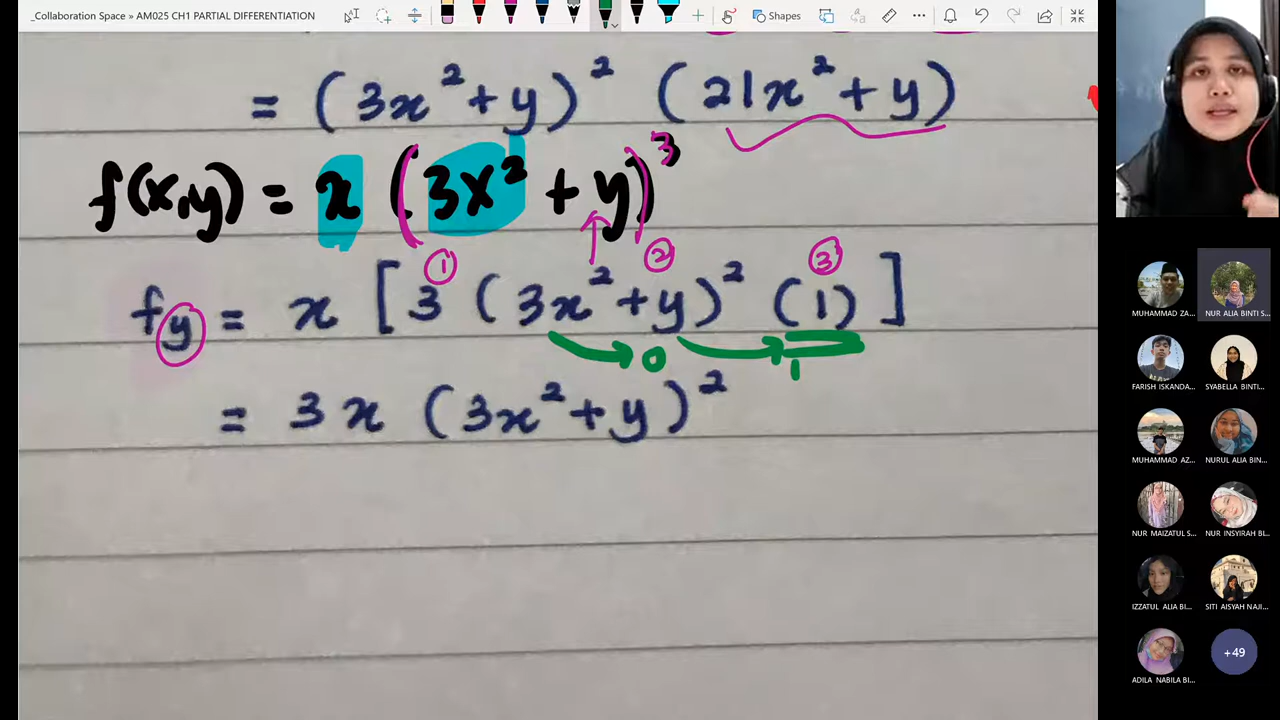 _Collaboration Space » AM025 CH1 PARTIAL DIFFERENTIATION
Shapes
= (3x² + y)² (21x² + y)
f(x,y) = x (3x² + y)³
① ② ③
fy = x [ 3 (3x² + y)² (1) ]
0 1
= 3x (3x² + y)²
MUHAMMAD ZA...
NUR ALIA BINTI S...
FARISH ISKANDA...
SYABELLA BINTI...
MUHAMMAD AZ...
NURUL ALIA BIN...
NUR MAIZATUL S...
NUR INSYIRAH BI...
IZZATUL ALIA BI...
SITI AISYAH NAJI...
ADILA NABILA BI...
+49